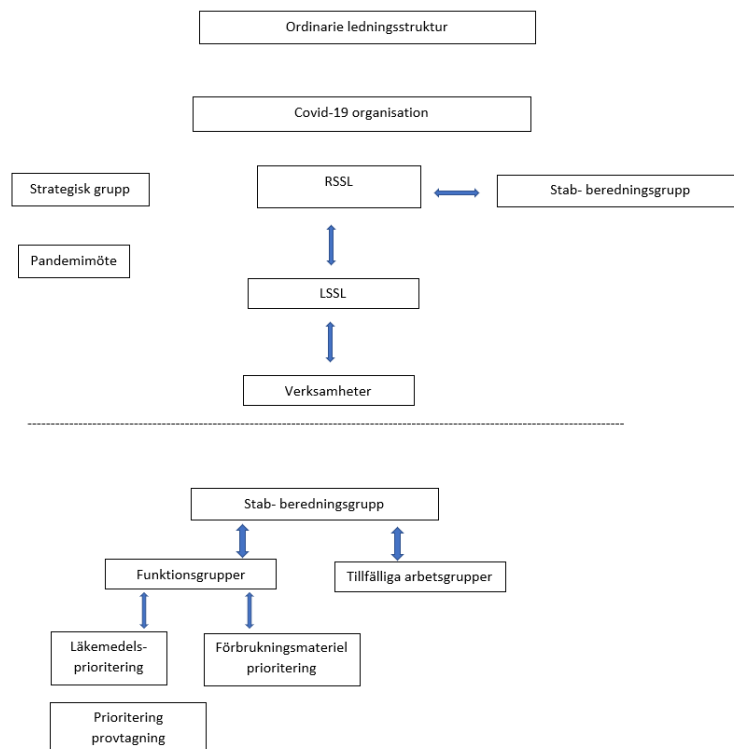 Ordinarie ledningsstruktur
Covid-19 organisation
RSSL
Strategisk grupp
Stab- beredningsgrupp
Pandemimöte
LSSL
Verksamheter
Stab- beredningsgrupp
Funktionsgrupper
Tillfälliga arbetsgrupper
Läkemedels-
prioritering
Förbrukningsmateriel
prioritering
Prioritering
provtagning